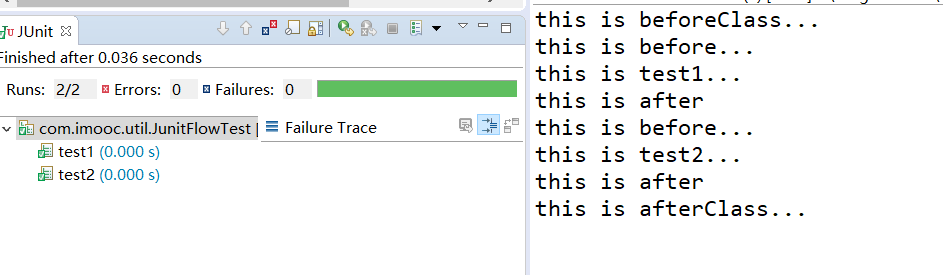 JUnit
Finished after 0.036 seconds
Runs: 2/2 Errors: 0 Failures: 0
com.imooc.util.JunitFlowTest
Failure Trace
test1 (0.000 s)
test2 (0.000 s)
this is beforeClass...
this is before...
this is test1...
this is after
this is before...
this is test2...
this is after
this is afterClass...